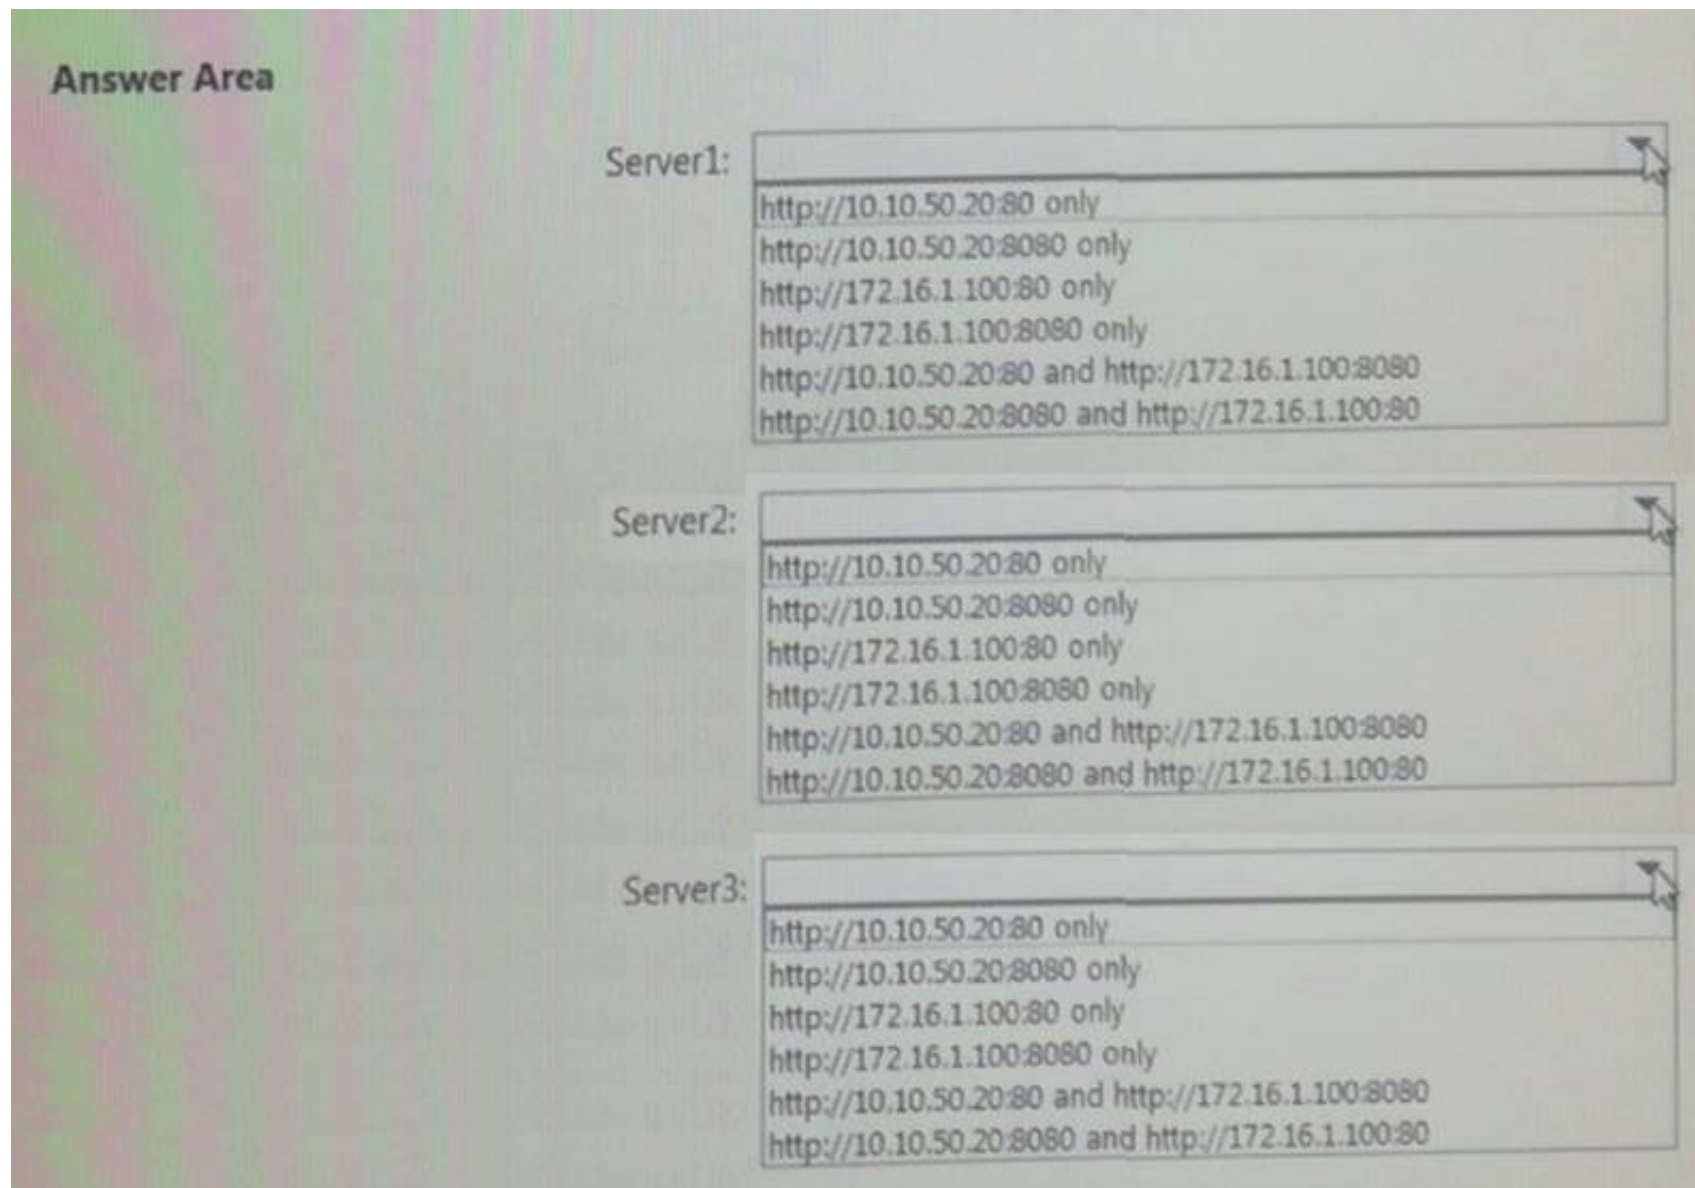 Answer Area
Server1:
http://10.10.50.20:80 only
http://10.10.50.20:8080 only
http://172.16.1.100:80 only
http://172.16.1.100:8080 only
http://10.10.50.20:80 and http://172.16.1.100:8080
http://10.10.50.20:8080 and http://172.16.1.100:80
Server2:
http://10.10.50.20:80 only
http://10.10.50.20:8080 only
http://172.16.1.100:80 only
http://172.16.1.100:8080 only
http://10.10.50.20:80 and http://172.16.1.100:8080
http://10.10.50.20:8080 and http://172.16.1.100:80
Server3:
http://10.10.50.20:80 only
http://10.10.50.20:8080 only
http://172.16.1.100:80 only
http://172.16.1.100:8080 only
http://10.10.50.20:80 and http://172.16.1.100:8080
http://10.10.50.20:8080 and http://172.16.1.100:80